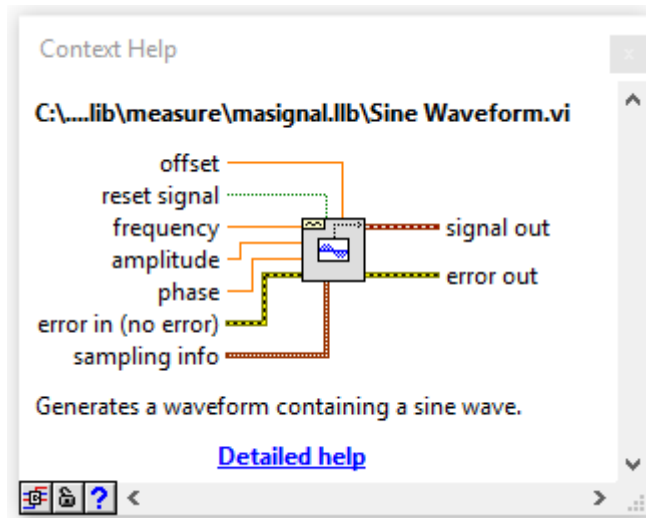 Context Help
x
C:\....lib\measure\masignal.llb\Sine Waveform.vi
offset
reset signal
frequency
amplitude
phase
error in (no error)
sampling info
signal out
error out
Generates a waveform containing a sine wave.
Detailed help
?